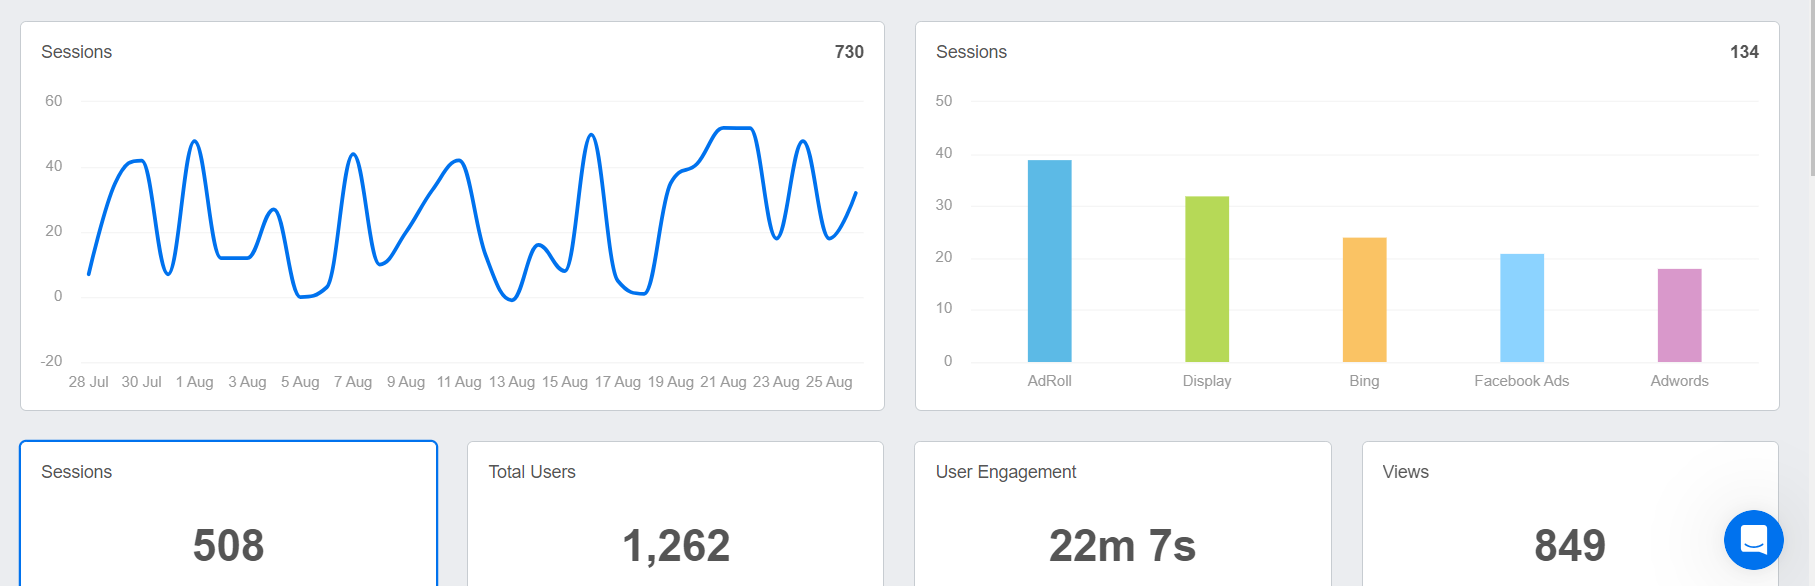 Sessions 730
60
40
20
0
-20
28 Jul 30 Jul 1 Aug 3 Aug 5 Aug 7 Aug 9 Aug 11 Aug 13 Aug 15 Aug 17 Aug 19 Aug 21 Aug 23 Aug 25 Aug
Sessions 134
50
40
30
20
10
0
AdRoll Display Bing Facebook Ads Adwords
Sessions
508
Total Users
1,262
User Engagement
22m 7s
Views
849